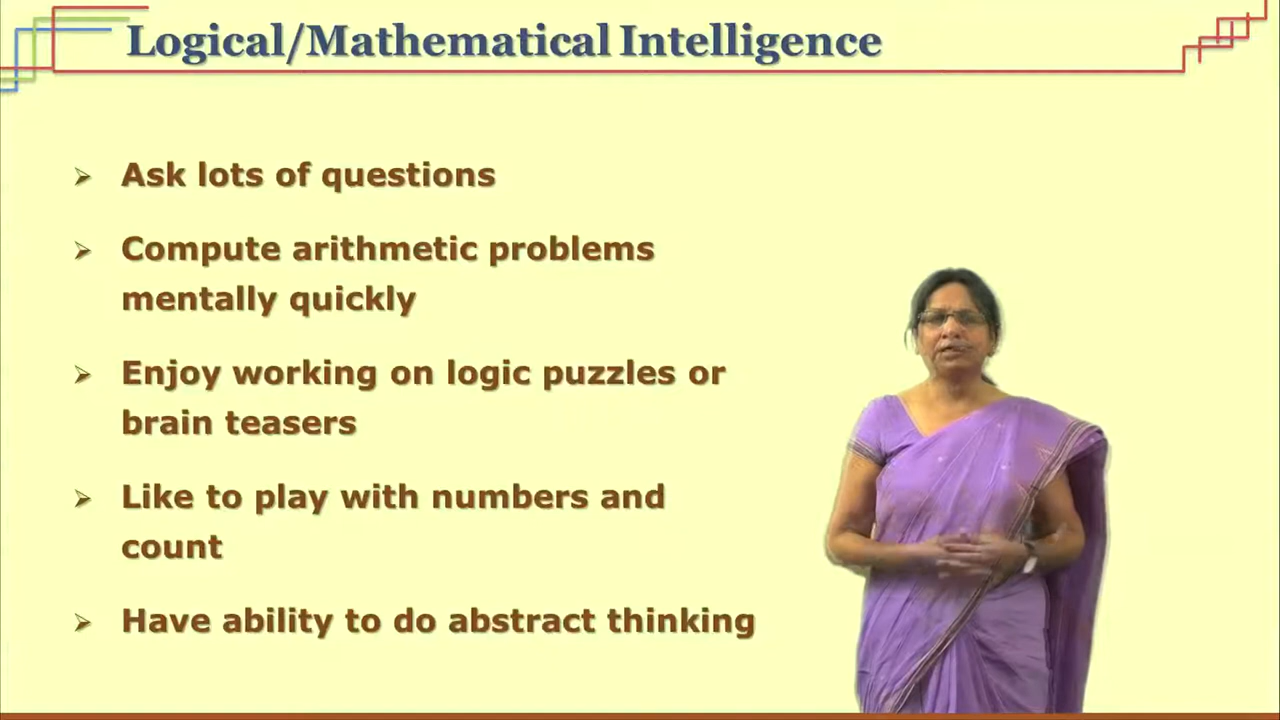 Logical/Mathematical Intelligence
Ask lots of questions
Compute arithmetic problems
mentally quickly
Enjoy working on logic puzzles or
brain teasers
Like to play with numbers and
count
Have ability to do abstract thinking